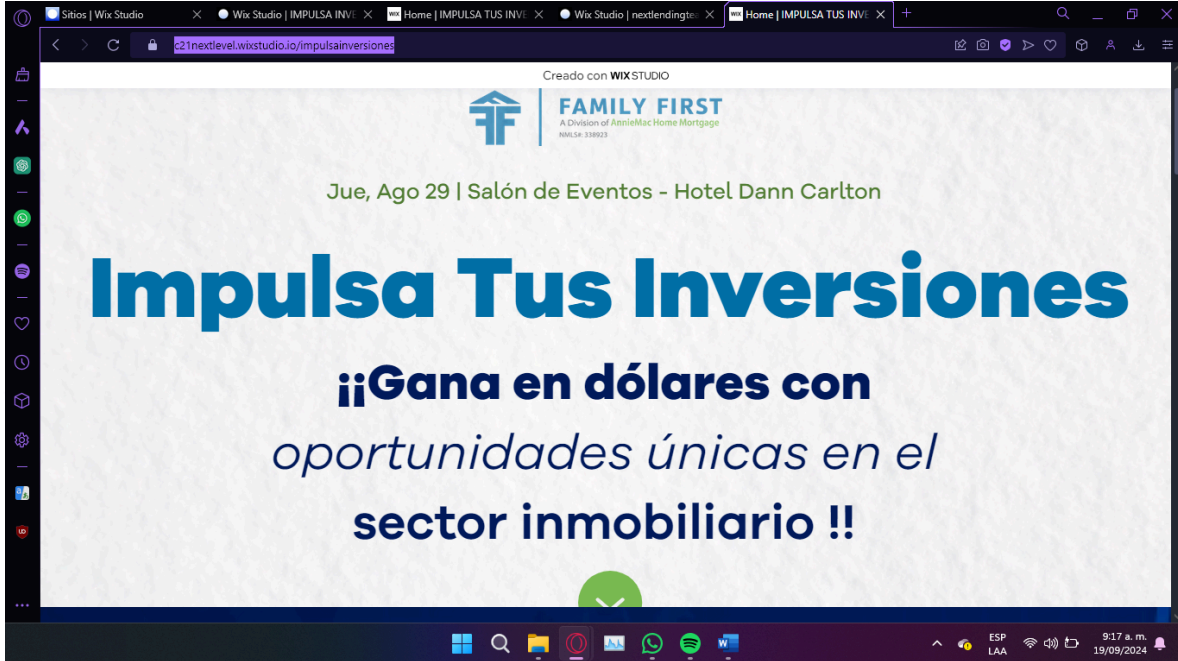 Sitios | Wix Studio
Wix Studio | IMPULSA INVE
WIX Home | IMPULSA TUS INVE
Wix Studio | nextlendingtea
WIX Home | IMPULSA TUS INVE
c21nextlevel.wixstudio.io/impulsainversiones
Creado con WIX STUDIO
FAMILY FIRST
A Division of AnnieMac Home Mortgage
NMLS# 338923
Jue, Ago 29 | Salón de Eventos - Hotel Dann Carlton
Impulsa Tus Inversiones
¡¡Gana en dólares con
oportunidades únicas en el
sector inmobiliario !!
ESP
LAA
9:17 a. m.
19/09/2024